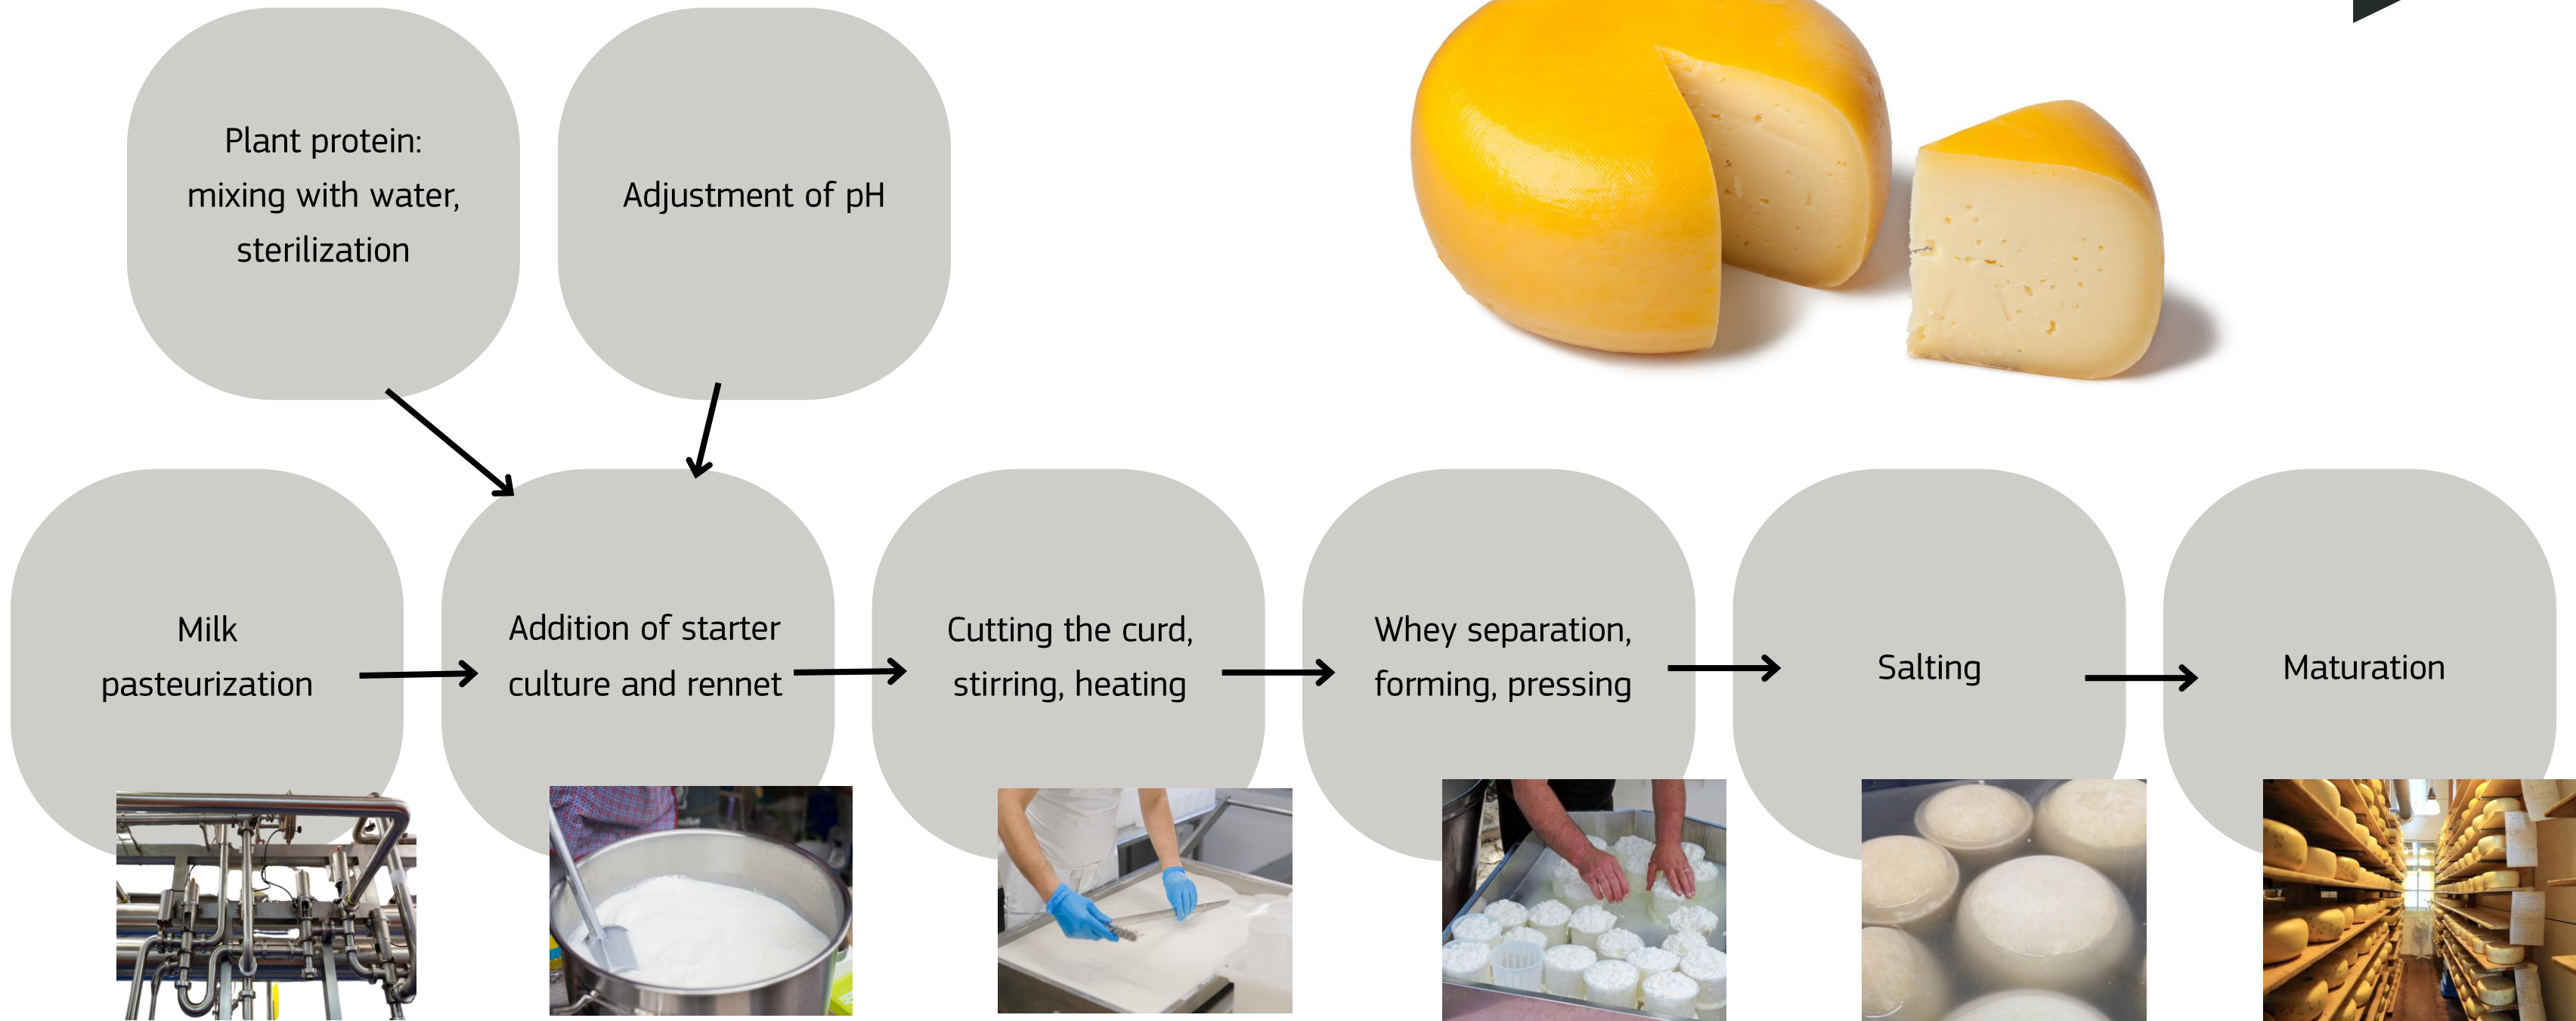 Plant protein:
mixing with water,
sterilization
Adjustment of pH
Milk
pasteurization
Addition of starter
culture and rennet
Cutting the curd,
stirring, heating
Whey separation,
forming, pressing
Salting
Maturation